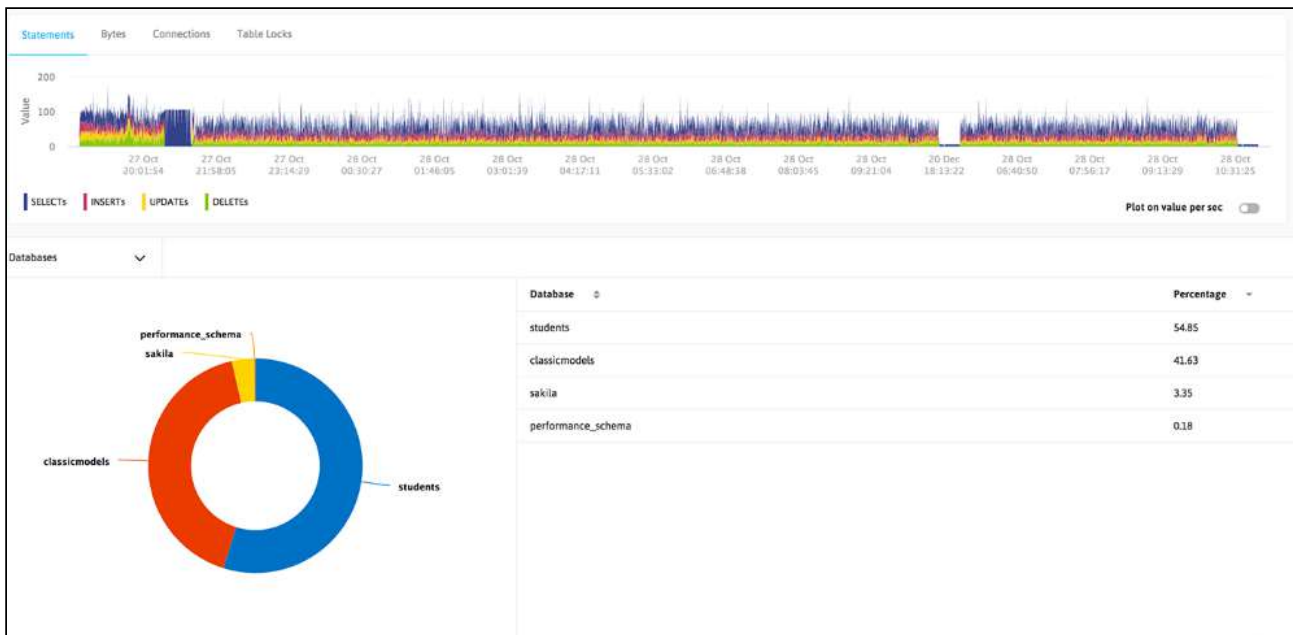 Statements Bytes Connections Table Locks
200
100
0
Value
27 Oct 27 Oct 27 Oct 28 Oct 28 Oct 28 Oct 28 Oct 28 Oct 28 Oct 28 Oct 28 Oct 20 Dec 28 Oct 28 Oct 28 Oct 28 Oct
20:01:54 21:58:05 23:14:29 00:30:27 01:46:05 03:01:39 04:17:11 05:33:02 06:48:38 08:03:45 09:21:04 18:13:22 06:40:50 07:56:17 09:13:29 10:31:25
SELECTs INSERTs UPDATEs DELETEs
Plot on value per sec
Databases
Database Percentage
students 54.85
classicmodels 41.63
sakila 3.35
performance_schema 0.18
performance_schema
sakila
classicmodels
students